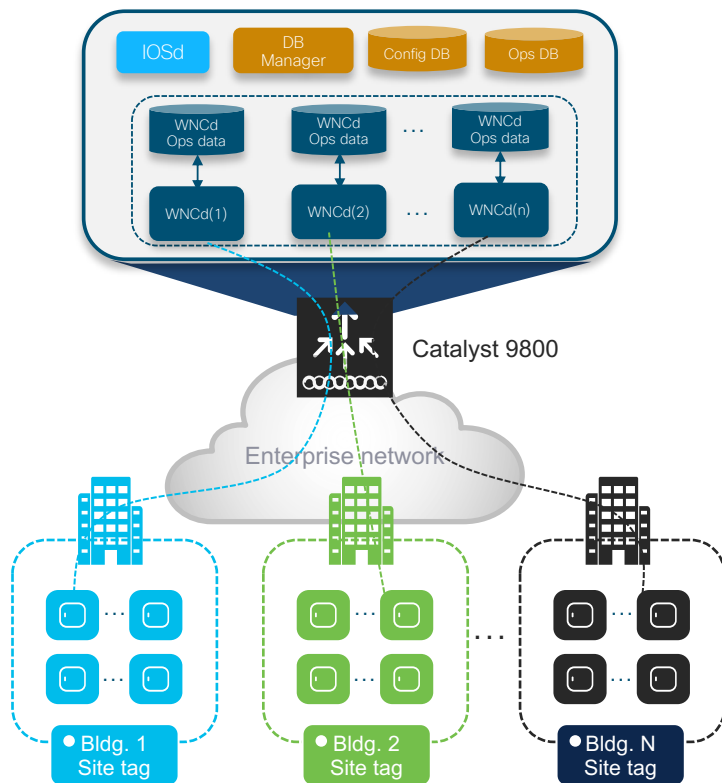 IOSd
DB
Manager
Config DB
Ops DB
WNCd
Ops data
WNCd
Ops data
...
WNCd
Ops data
WNCd(1)
WNCd(2)
...
WNCd(n)
Catalyst 9800
Enterprise network
...
...
...
...
...
...
...
Bldg. 1
Site tag
Bldg. 2
Site tag
Bldg. N
Site tag